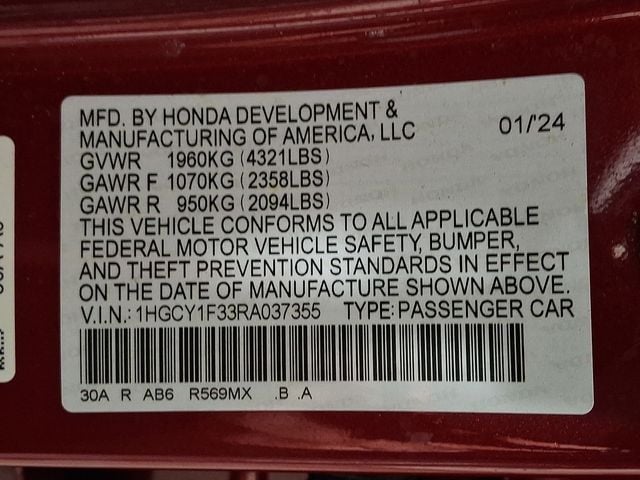 MFD. BY HONDA DEVELOPMENT &
MANUFACTURING OF AMERICA, LLC 01/'24
GVWR 1960KG (4321LBS)
GAWR F 1070KG (2358LBS)
GAWR R 950KG (2094LBS)
THIS VEHICLE CONFORMS TO ALL APPLICABLE
FEDERAL MOTOR VEHICLE SAFETY, BUMPER,
AND THEFT PREVENTION STANDARDS IN EFFECT
ON THE DATE OF MANUFACTURE SHOWN ABOVE.
V.I.N.: 1HGCY1F33RA037355 TYPE: PASSENGER CAR
30A R AB6 R569MX .B .A